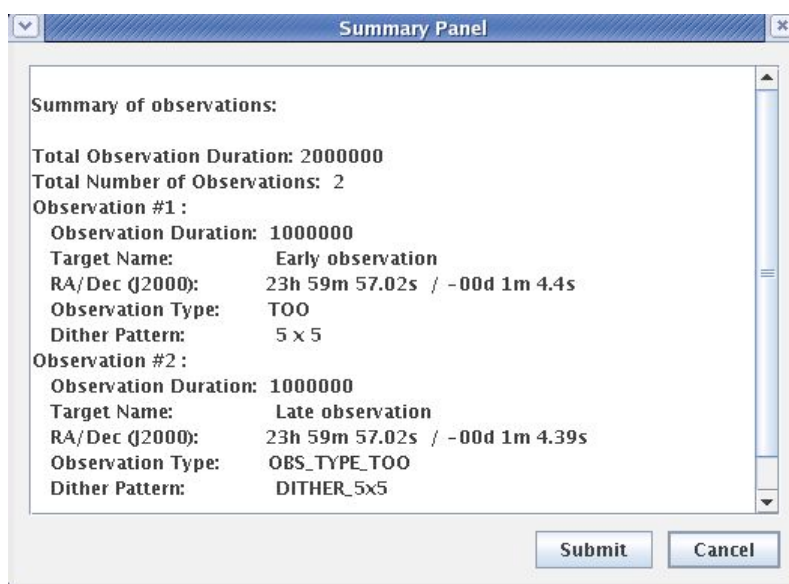 Summary Panel
Summary of observations:
Total Observation Duration: 2000000
Total Number of Observations: 2
Observation #1 :
Observation Duration: 1000000
Target Name: Early observation
RA/Dec (J2000): 23h 59m 57.02s / -00d 1m 4.4s
Observation Type: TOO
Dither Pattern: 5 x 5
Observation #2 :
Observation Duration: 1000000
Target Name: Late observation
RA/Dec (J2000): 23h 59m 57.02s / -00d 1m 4.39s
Observation Type: OBS_TYPE_TOO
Dither Pattern: DITHER_5x5
Submit Cancel